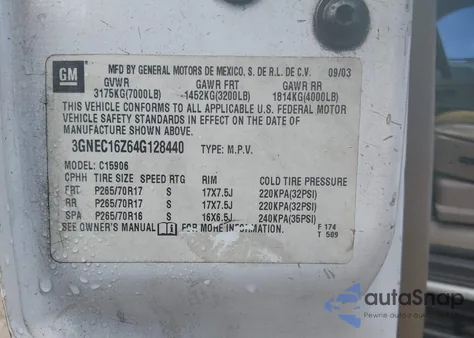 GM
MFD BY GENERAL MOTORS DE MEXICO, S. DE R.L. DE C.V. 09/03
GVWR GAWR FRT GAWR RR
3175KG(7000LB) 1452KG(3200LB) 1814KG(4000LB)
THIS VEHICLE CONFORMS TO ALL APPLICABLE U.S. FEDERAL MOTOR
VEHICLE SAFETY STANDARDS IN EFFECT ON THE DATE OF
MANUFACTURE SHOWN ABOVE.
3GNEC16Z64G128440 TYPE: M.P.V.
MODEL: C15906
CPHH TIRE SIZE SPEED RTG RIM COLD TIRE PRESSURE
FRT P265/70R17 S 17X7.5J 220KPA(32PSI)
RR P265/70R17 S 17X7.5J 220KPA(32PSI)
SPA P265/70R16 S 16X6.5J 240KPA(35PSI)
SEE OWNER'S MANUAL FOR MORE INFORMATION. F 174
T 509
autoSnap
Pewne auto z USA